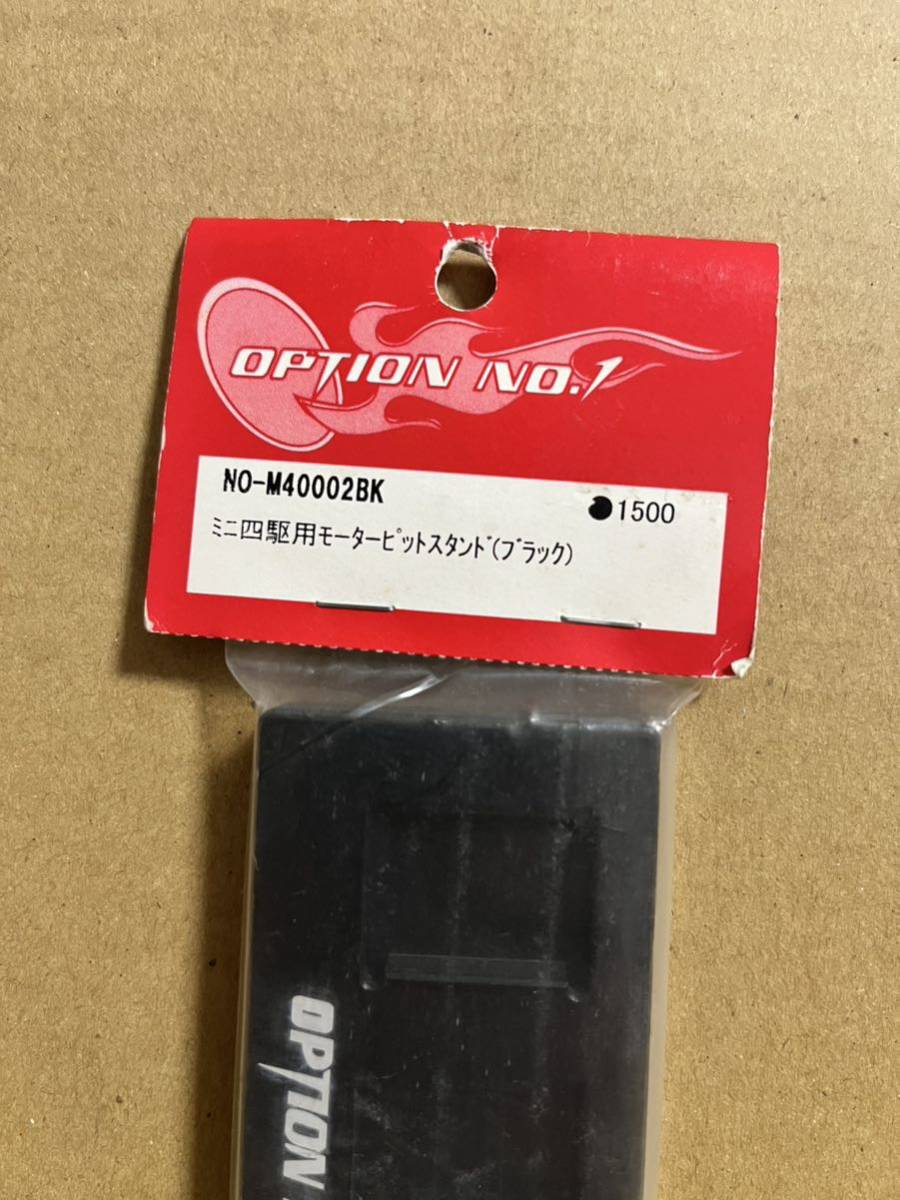 OPTION NO.1
NO-M40002BK
●1500
ミニ四駆用モーターピットスタンド(ブラック)
OPTION